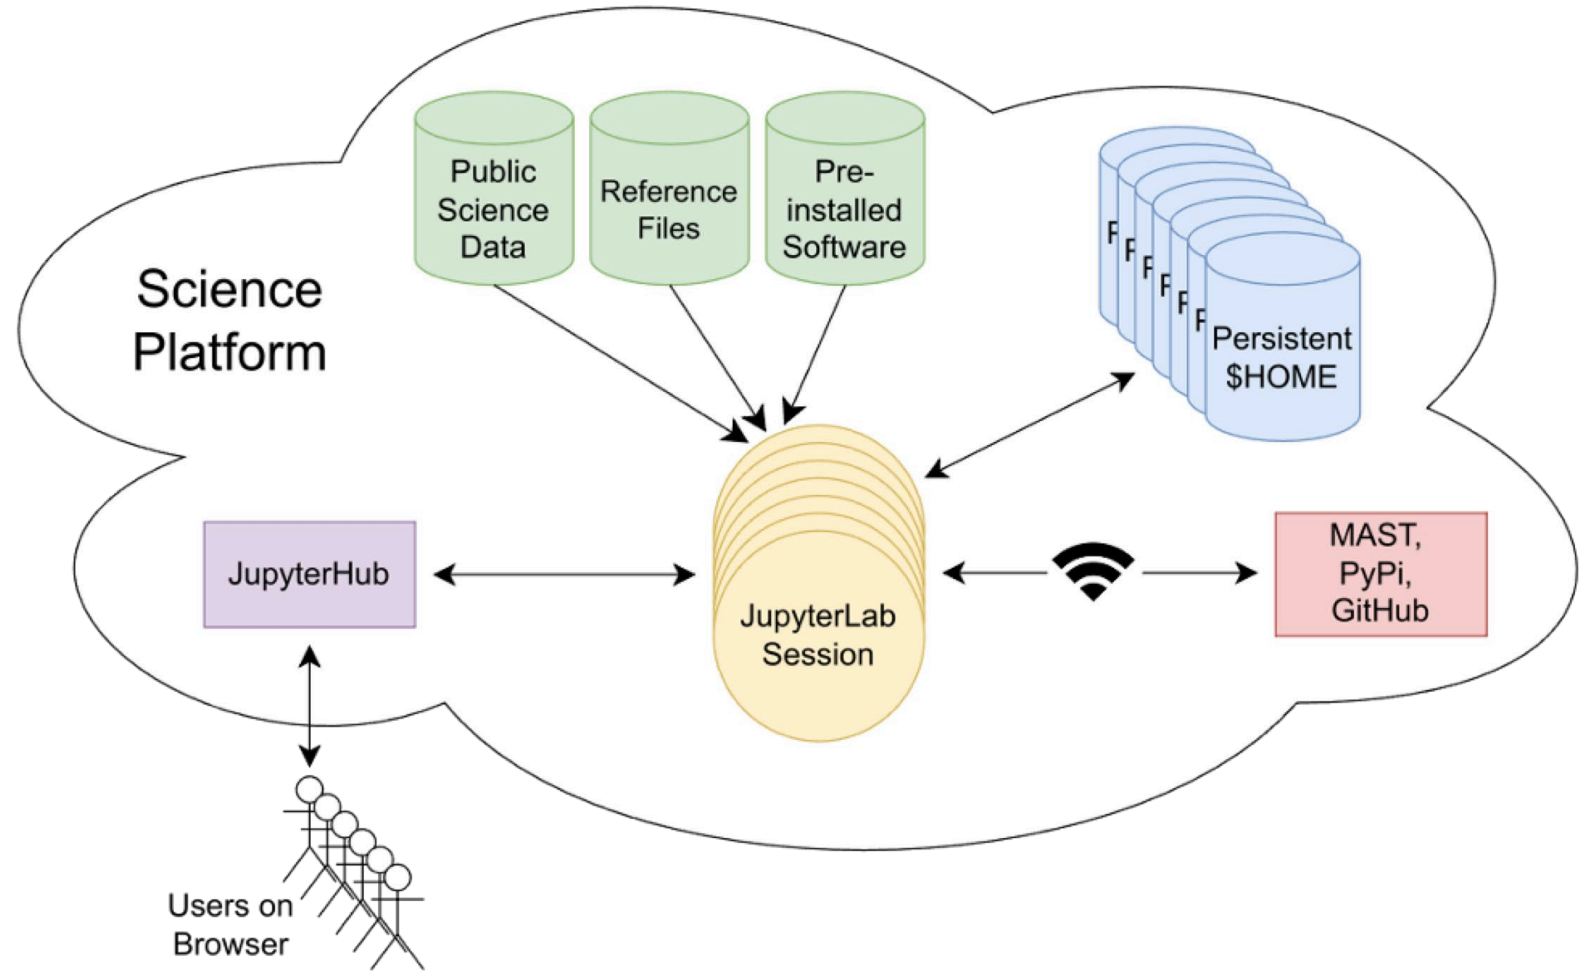 Public
Science
Data
Reference
Files
Pre-
installed
Software
Science
Platform
F
F
F
F
F
F
Persistent
$HOME
JupyterHub
JupyterLab
Session
MAST,
PyPi,
GitHub
Users on
Browser